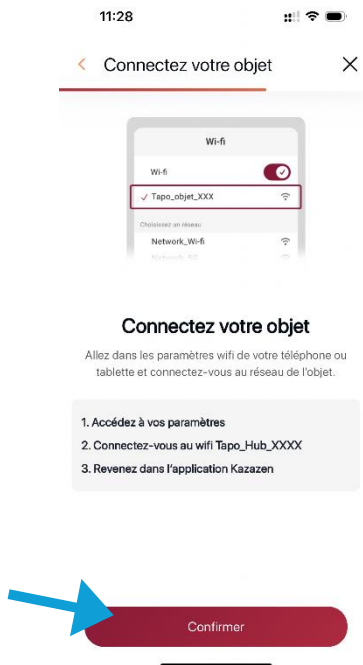 11:28
Connectez votre objet
Wi-fi
Wi-fi
Tapo_objet_XXX
Choisissez un réseau
Network_Wi-fi
Network_5G
Connectez votre objet
Allez dans les paramètres wifi de votre téléphone ou
tablette et connectez-vous au réseau de l'objet.
1. Accédez à vos paramètres
2. Connectez-vous au wifi Tapo_Hub_XXXX
3. Revenez dans l'application Kazazen
Confirmer